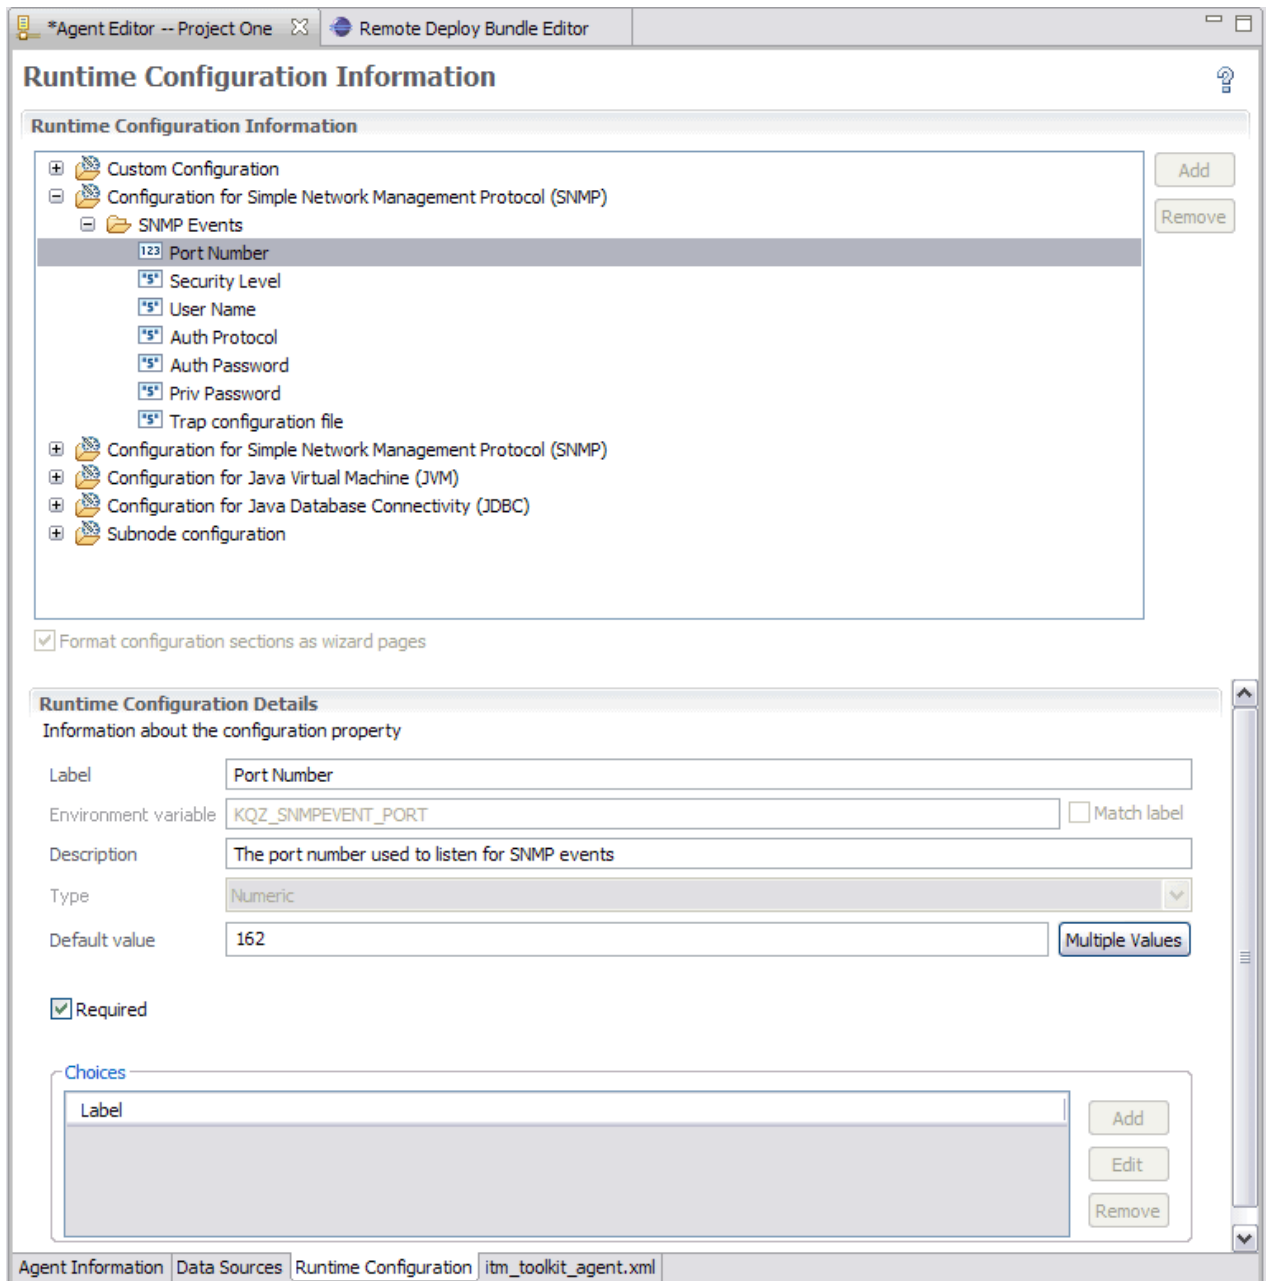 *Agent Editor -- Project One
Remote Deploy Bundle Editor
Runtime Configuration Information
Runtime Configuration Information
Custom Configuration
Add
Configuration for Simple Network Management Protocol (SNMP)
Remove
SNMP Events
123 Port Number
"S" Security Level
"S" User Name
"S" Auth Protocol
"S" Auth Password
"S" Priv Password
"S" Trap configuration file
Configuration for Simple Network Management Protocol (SNMP)
Configuration for Java Virtual Machine (JVM)
Configuration for Java Database Connectivity (JDBC)
Subnode configuration
Format configuration sections as wizard pages
Runtime Configuration Details
Information about the configuration property
Label Port Number
Environment variable KQZ_SNMPEVENT_PORT Match label
Description The port number used to listen for SNMP events
Type Numeric
Default value 162 Multiple Values
Required
Choices
Label
Add
Edit
Remove
Agent Information Data Sources Runtime Configuration itm_toolkit_agent.xml